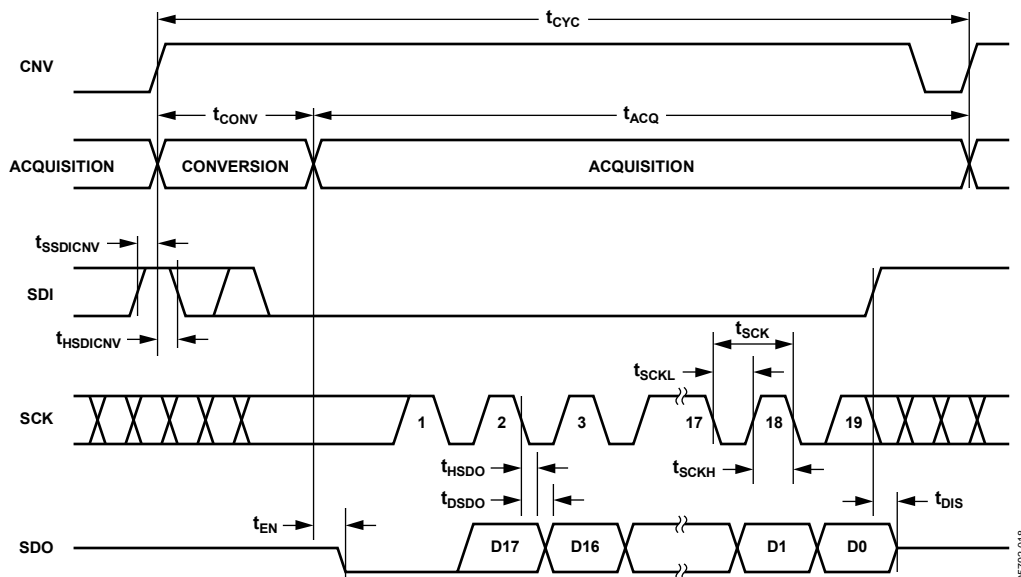 tCYC
CNV
tCONV
tACQ
ACQUISITION
CONVERSION
ACQUISITION
tSSDICNV
SDI
tHSDICNV
tSCK
tSCKL
SCK
1
2
3
17
18
19
tHSDO
tSCKH
tDSDO
tDIS
tEN
SDO
D17
D16
D1
D0